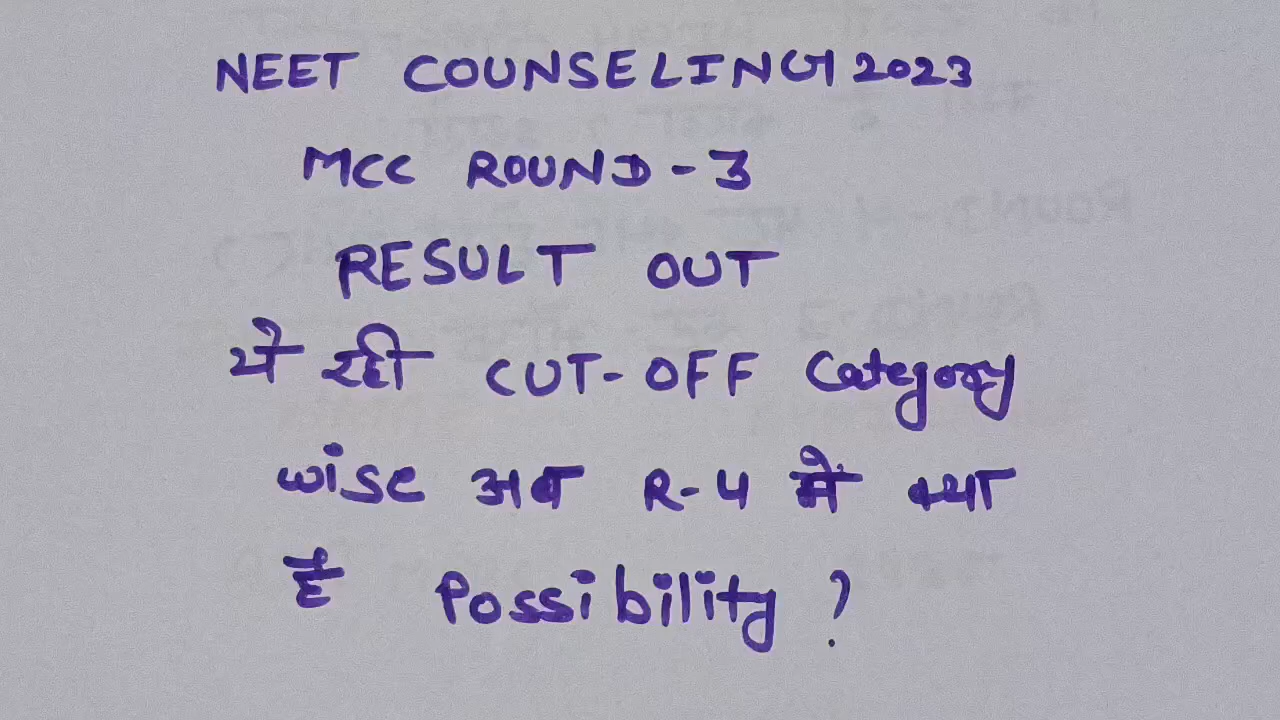 NEET COUNSELING 2023
MCC ROUND-3
RESULT OUT
ये रही CUT-OFF Category
wise अब R-4 में क्या
है Possibility ?